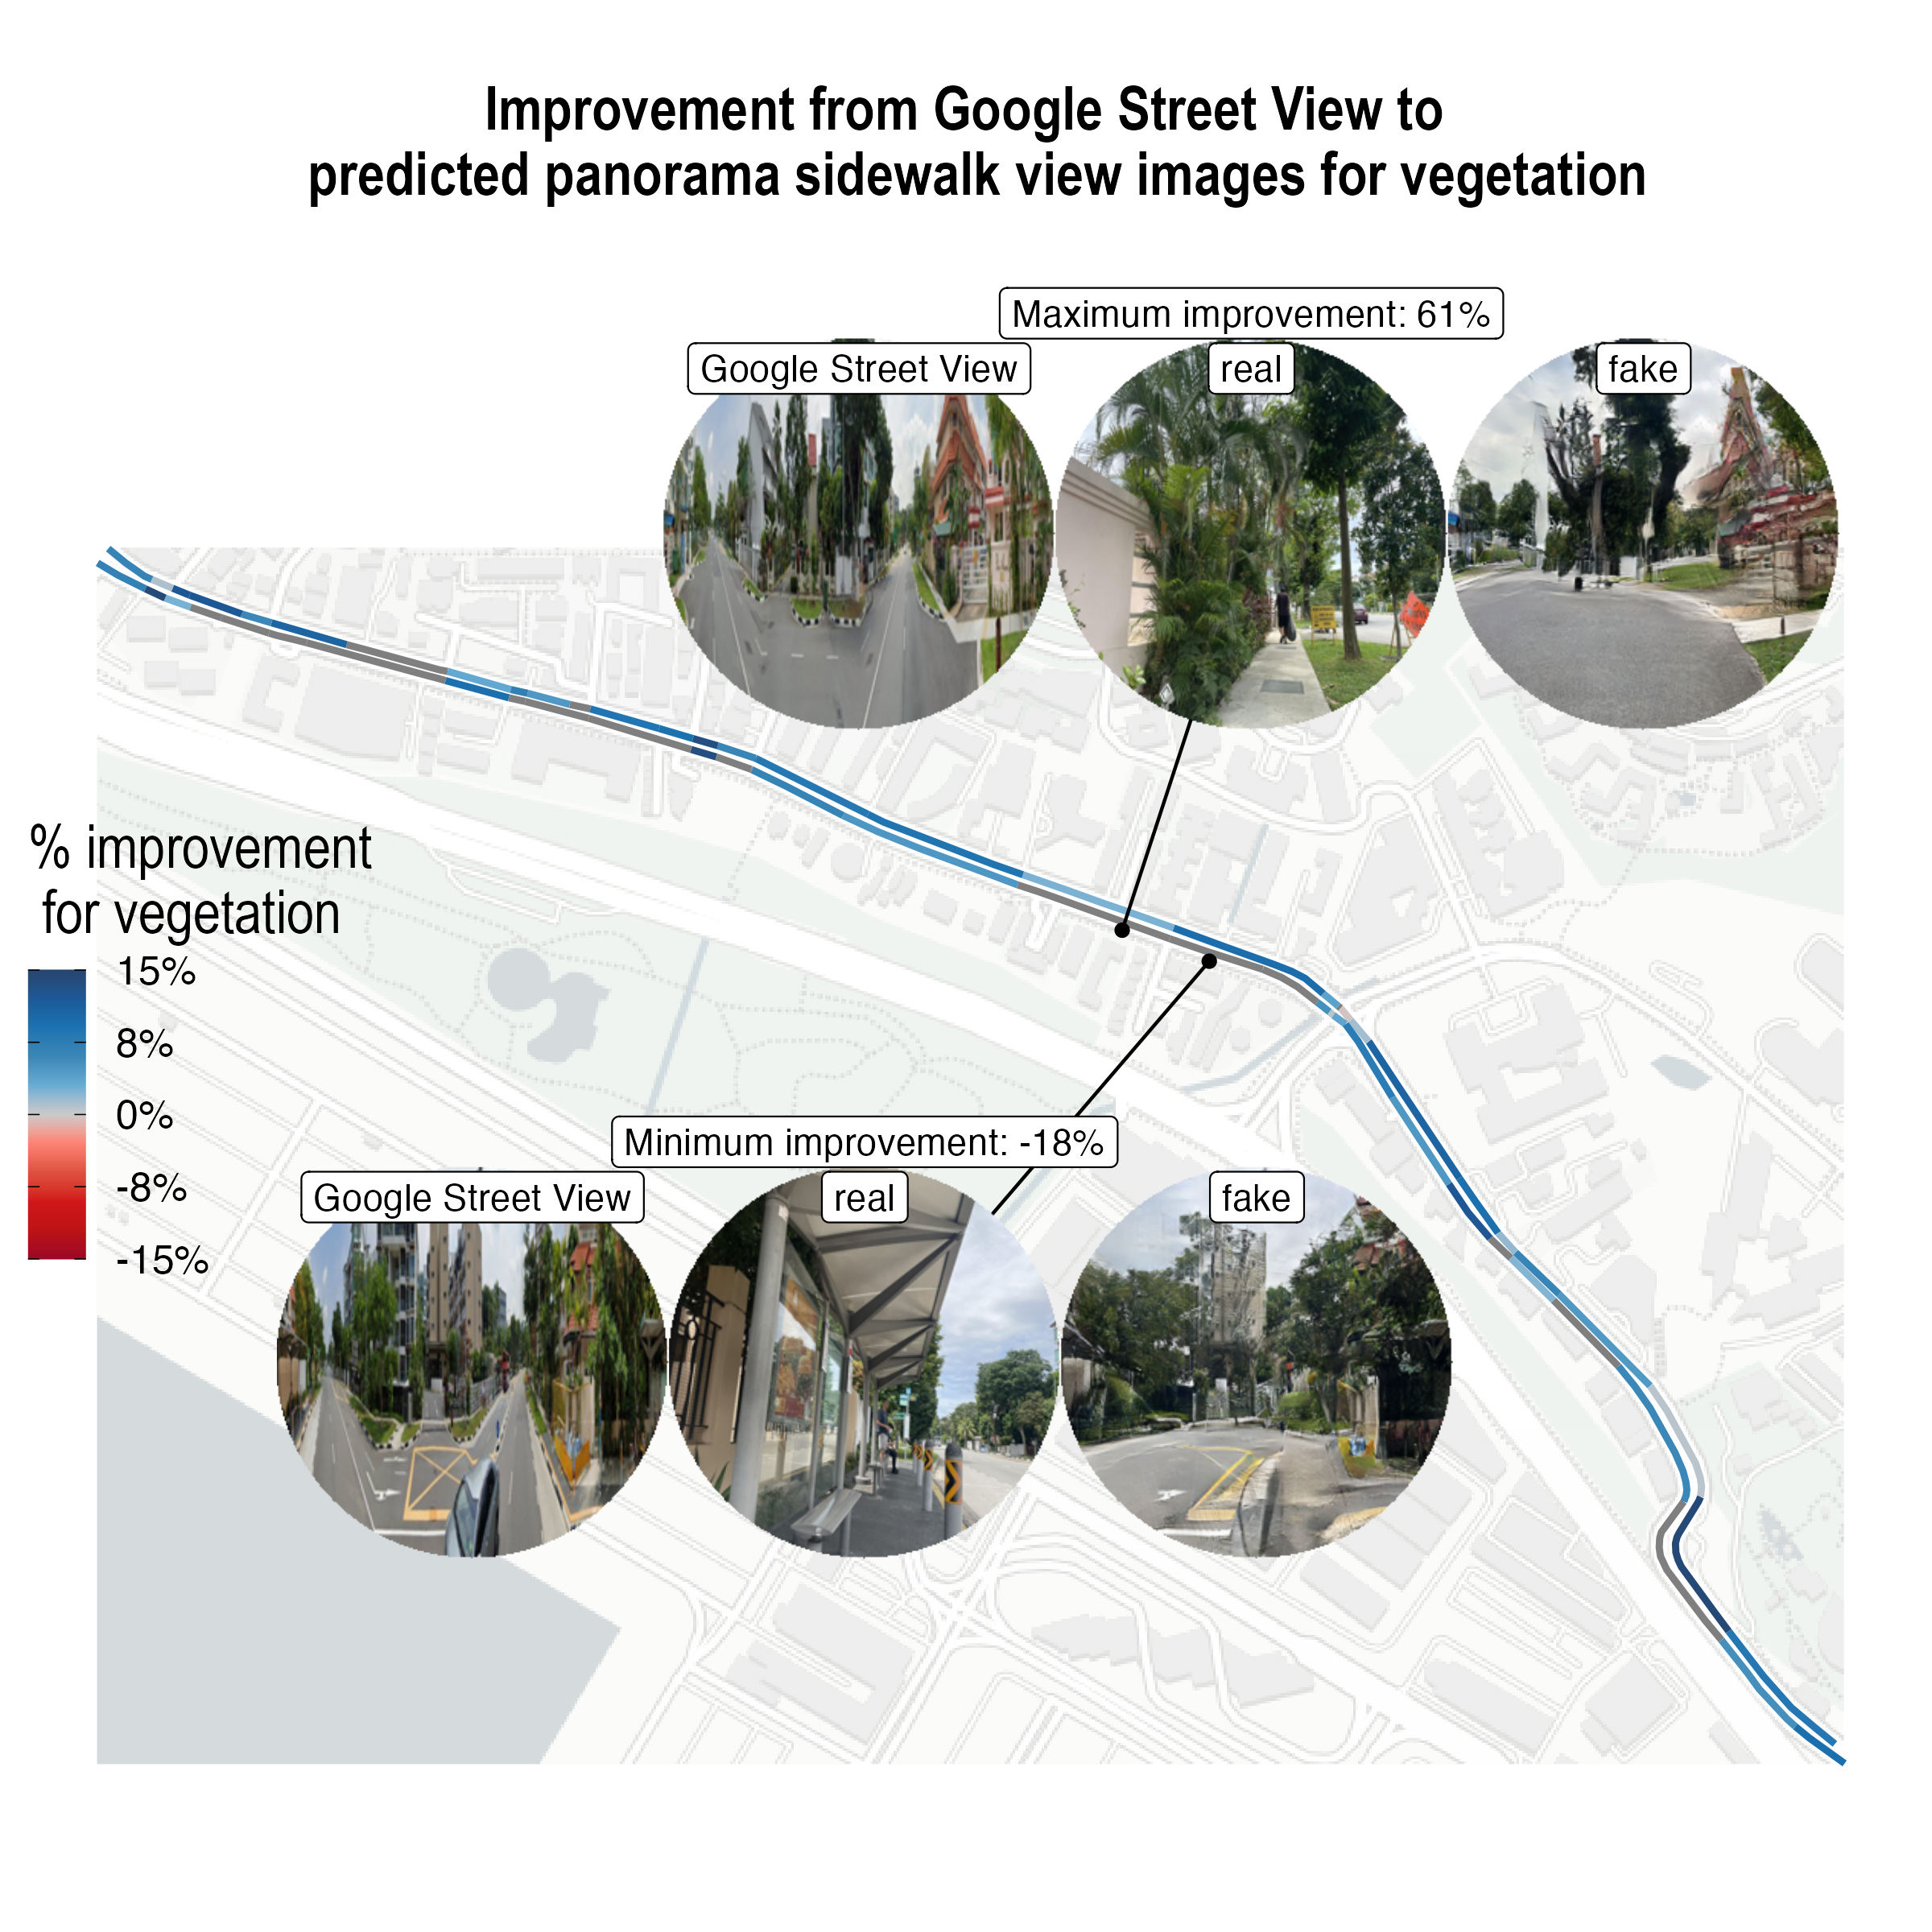 Improvement from Google Street View to
predicted panorama sidewalk view images for vegetation
Maximum improvement: 61%
Google Street View
real
fake
% improvement
for vegetation
15%
8%
0%
-8%
-15%
Minimum improvement: -18%
Google Street View
real
fake